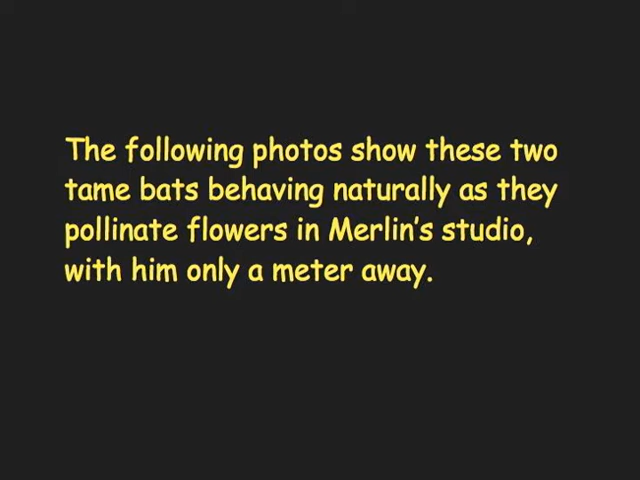 The following photos show these two
tame bats behaving naturally as they
pollinate flowers in Merlin's studio,
with him only a meter away.